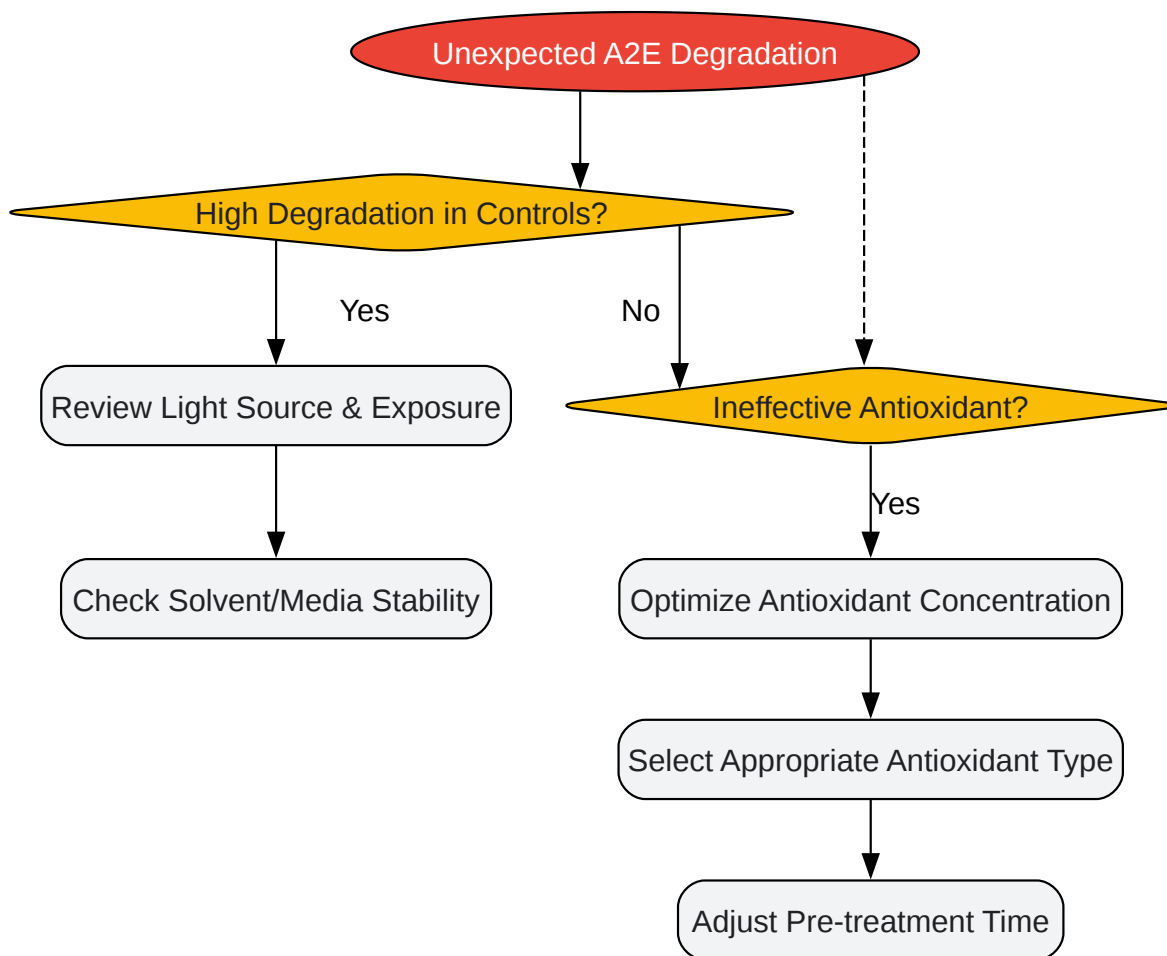 Unexpected A2E Degradation
High Degradation in Controls?
Yes
No
Review Light Source & Exposure
Ineffective Antioxidant?
Yes
Check Solvent/Media Stability
Optimize Antioxidant Concentration
Select Appropriate Antioxidant Type
Adjust Pre-treatment Time